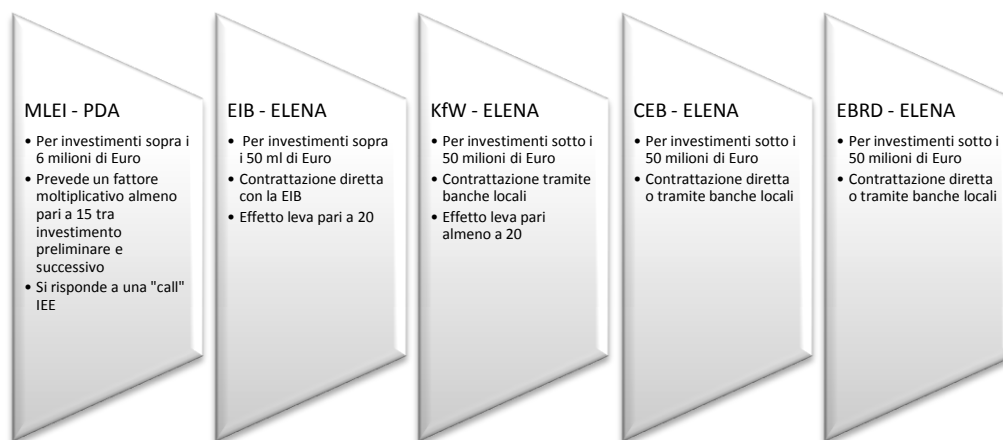 MLEI - PDA
• Per investimenti sopra i
6 milioni di Euro
• Prevede un fattore
moltiplicativo almeno
pari a 15 tra
investimento
preliminare e
successivo
• Si risponde a una "call"
IEE
EIB - ELENA
• Per investimenti sopra
i 50 ml di Euro
• Contrattazione diretta
con la EIB
• Effetto leva pari a 20
KfW - ELENA
• Per investimenti sotto i
50 milioni di Euro
• Contrattazione tramite
banche locali
• Effetto leva pari
almeno a 20
CEB - ELENA
• Per investimenti sotto i
50 milioni di Euro
• Contrattazione diretta
o tramite banche locali
EBRD - ELENA
• Per investimenti sotto i
50 milioni di Euro
• Contrattazione diretta
o tramite banche locali